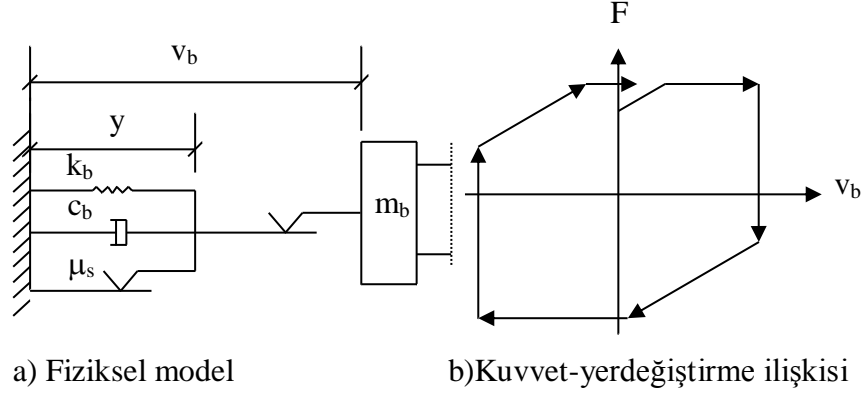 F
v_b
y
k_b
c_b
m_b
v_b
μ_s
a) Fiziksel model
b)Kuvvet-yerdeğiştirme ilişkisi